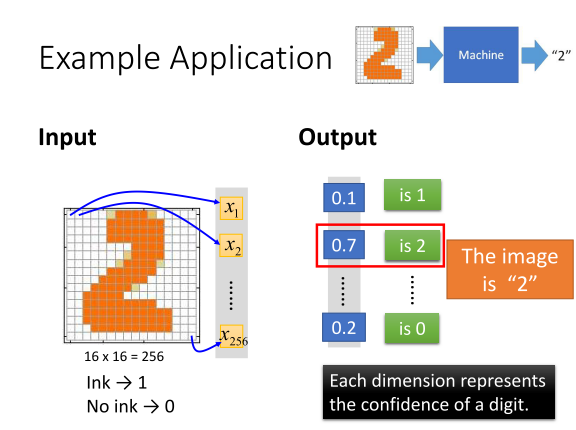 Example Application
Machine
“2”
Input
Output
x1
x2
......
x256
16 x 16 = 256
Ink → 1
No ink → 0
0.1 is 1
0.7 is 2
...... ......
0.2 is 0
The image
is “2”
Each dimension represents
the confidence of a digit.